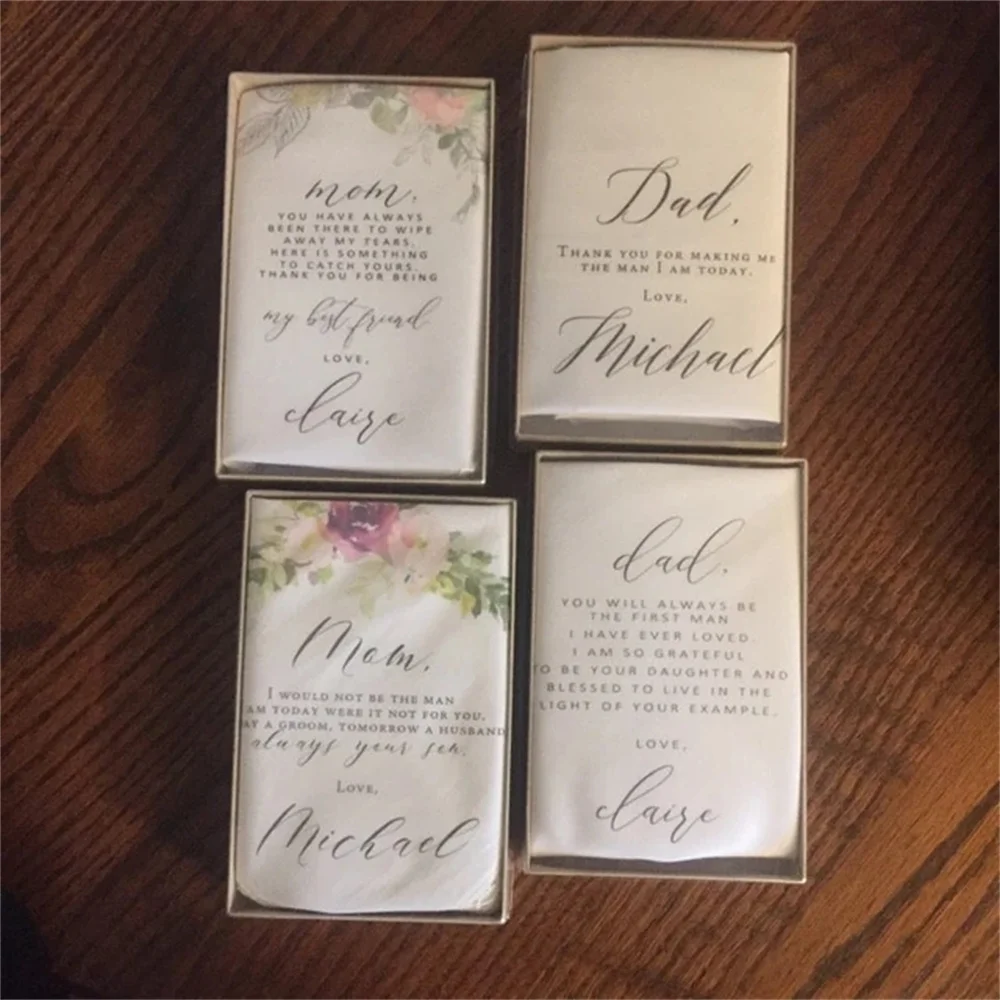 mom,
YOU HAVE ALWAYS
BEEN THERE TO WIPE
AWAY MY TEARS.
HERE IS SOMETHING
TO CATCH YOURS.
THANK YOU FOR BEING
my best friend
LOVE,
claire
Dad,
THANK YOU FOR MAKING ME
THE MAN I AM TODAY.
LOVE,
Michael
Mom,
I WOULD NOT BE THE MAN
AM TODAY WERE IT NOT FOR YOU.
AY A GROOM, TOMORROW A HUSBAND
always your son.
LOVE,
Michael
dad,
YOU WILL ALWAYS BE
THE FIRST MAN
I HAVE EVER LOVED.
I AM SO GRATEFUL
TO BE YOUR DAUGHTER AND
BLESSED TO LIVE IN THE
LIGHT OF YOUR EXAMPLE.
LOVE,
claire